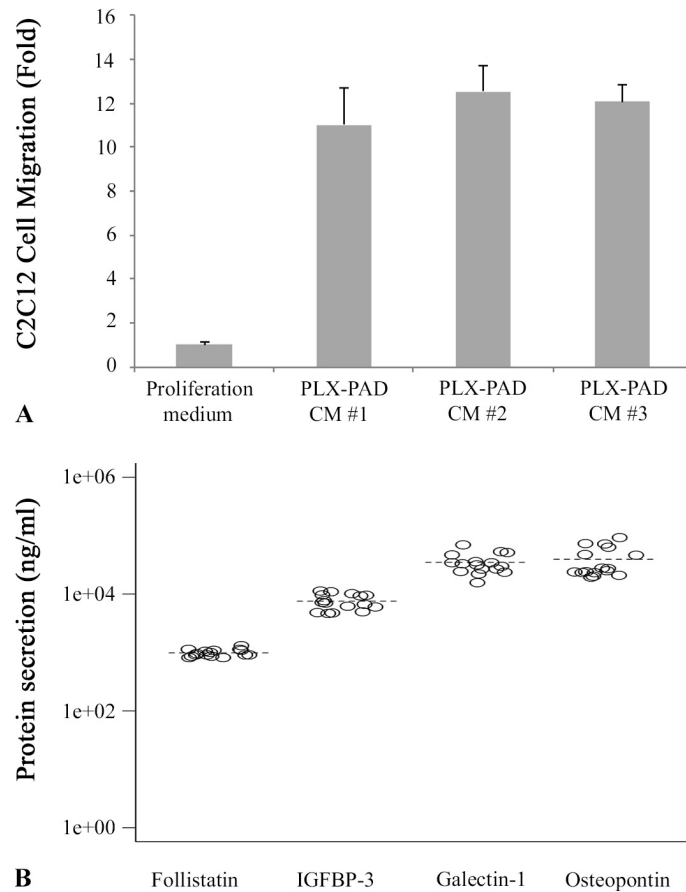 C2C12 Cell Migration (Fold)
16
14
12
10
8
6
4
2
0
Proliferation
medium
PLX-PAD
CM #1
PLX-PAD
CM #2
PLX-PAD
CM #3
A
Protein secretion (ng/ml)
1e+06
1e+04
1e+02
1e+00
B
Follistatin
IGFBP-3
Galectin-1
Osteopontin